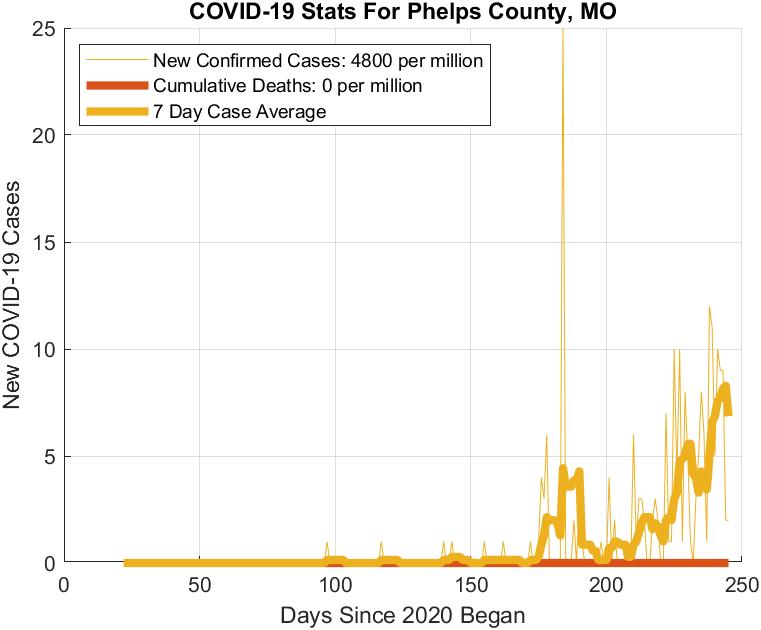 COVID-19 Stats For Phelps County, MO
25
New Confirmed Cases: 4800 per million
Cumulative Deaths: 0 per million
7 Day Case Average
20
15
10
5
0
New COVID-19 Cases
0 50 100 150 200 250
Days Since 2020 Began